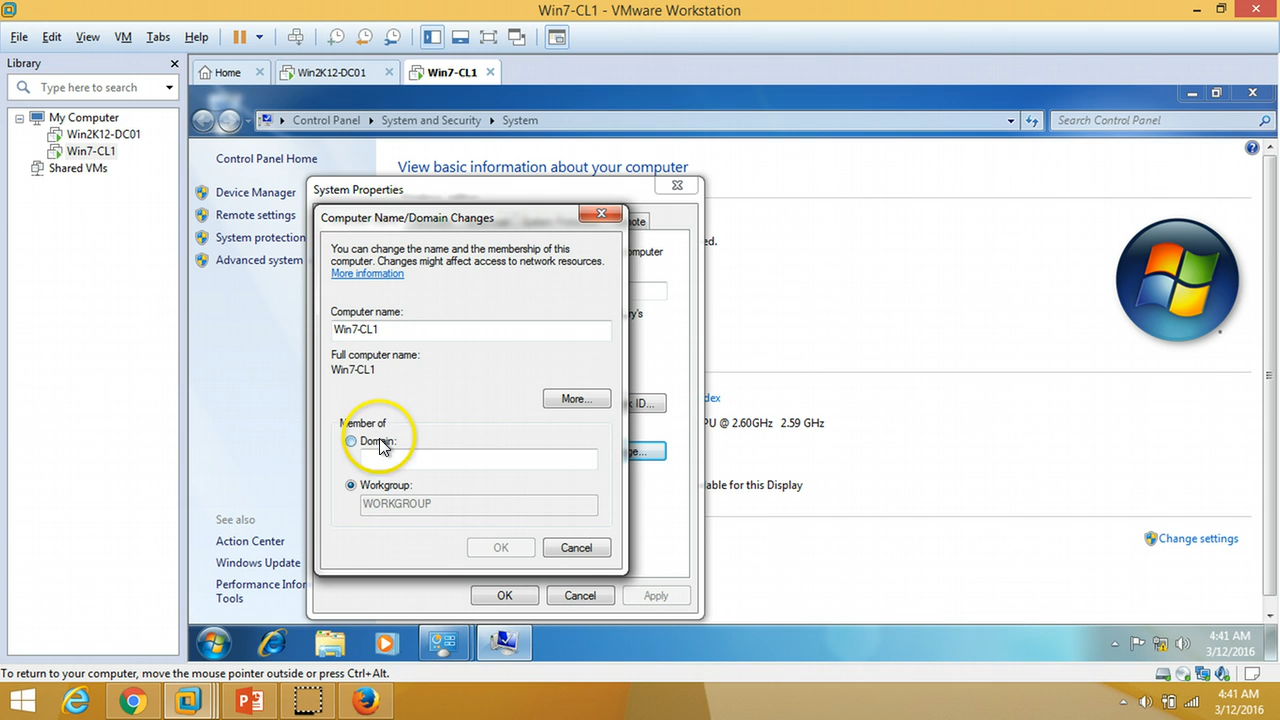 Win7-CL1 - VMware Workstation
File Edit View VM Tabs Help
Library
Type here to search
My Computer
Win2K12-DC01
Win7-CL1
Shared VMs
Home Win2K12-DC01 Win7-CL1
Control Panel System and Security System
Search Control Panel
Control Panel Home
Device Manager
Remote settings
System protection
Advanced system
See also
Action Center
Windows Update
Performance Infor
Tools
View basic information about your computer
System Properties
Computer Name/Domain Changes
You can change the name and the membership of this
computer. Changes might affect access to network resources.
More information
Computer name:
Win7-CL1
Full computer name:
Win7-CL1
More...
Member of
Domain:
Workgroup:
WORKGROUP
OK Cancel
OK Cancel Apply
ote
omputer
ry's
ID...
ge...
ed.
dex
PU @ 2.60GHz 2.59 GHz
able for this Display
Change settings
4:41 AM
3/12/2016
To return to your computer, move the mouse pointer outside or press Ctrl+Alt.
4:41 AM
3/12/2016